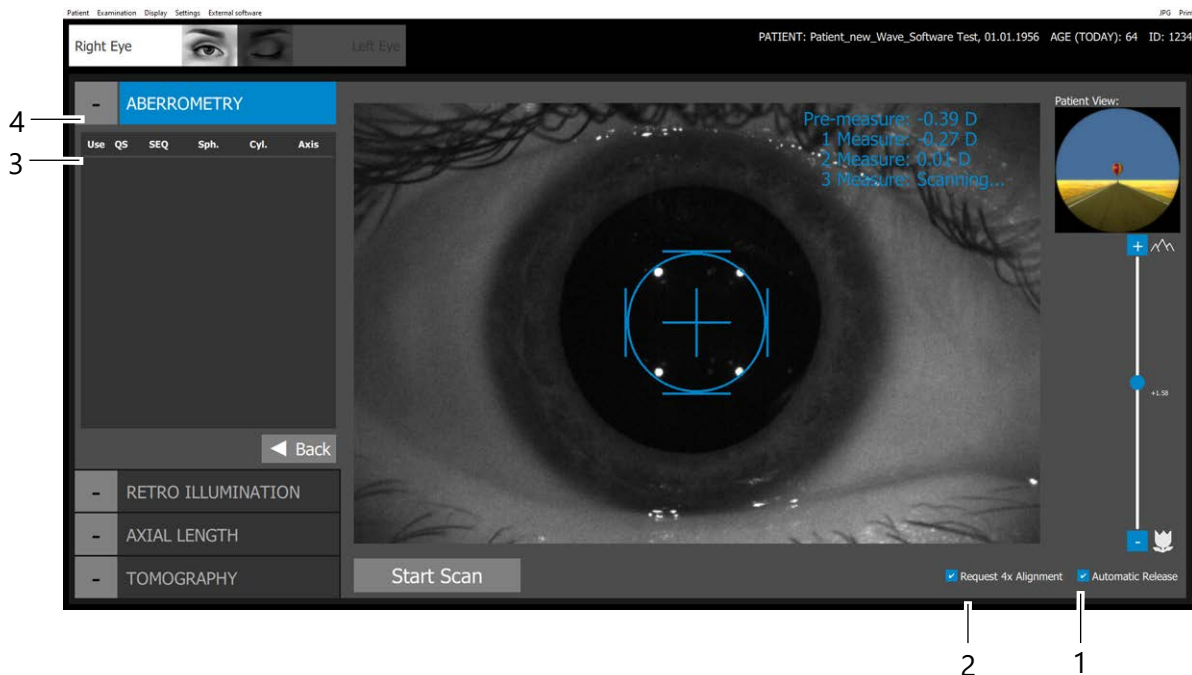 Patient Examination Display Settings External software JPG Print
Right Eye Left Eye PATIENT: Patient_new_Wave_Software Test, 01.01.1956 AGE (TODAY): 64 ID: 1234
- ABERROMETRY
Patient View:
4
Use QS SEQ Sph. Cyl. Axis
3
Pre-measure: -0.39 D
1 Measure: -0.27 D
2 Measure: 0.01 D
3 Measure: Scanning...
+
+1.58
-
Back
- RETRO ILLUMINATION
- AXIAL LENGTH
- TOMOGRAPHY
Start Scan
Request 4x Alignment Automatic Release
2 1